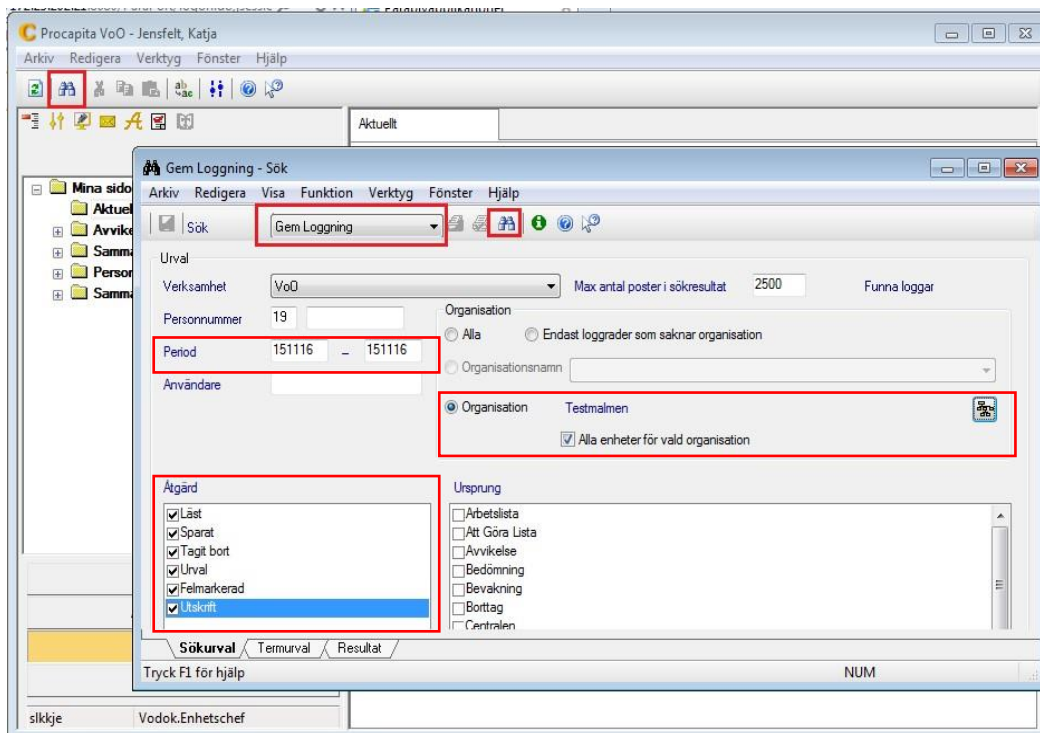 Procapita VoO - Jensfelt, Katja
Arkiv Redigera Verktyg Fönster Hjälp
Aktuellt
Gem Loggning - Sök
Arkiv Redigera Visa Funktion Verktyg Fönster Hjälp
Sök Gem Loggning
Mina sido
Aktuel
Avvike
Samma
Person
Samma
Urval
Verksamhet VoO Max antal poster i sökresultat 2500 Funna loggar
Personnummer 19
Organisation
Alla Endast loggrader som saknar organisation
Period 151116 - 151116
Organisationsnamn
Användare
Organisation Testmalmen
Alla enheter för vald organisation
Åtgärd
Läst
Sparat
Tagit bort
Urval
Felmarkerad
Utskrift
Ursprung
Arbetslista
Att Göra Lista
Avvikelse
Bedömning
Bevakning
Borttag
Centralen
Sökurval Termurval Resultat
Tryck F1 för hjälp NUM
slkkje Vodok.Enhetschef